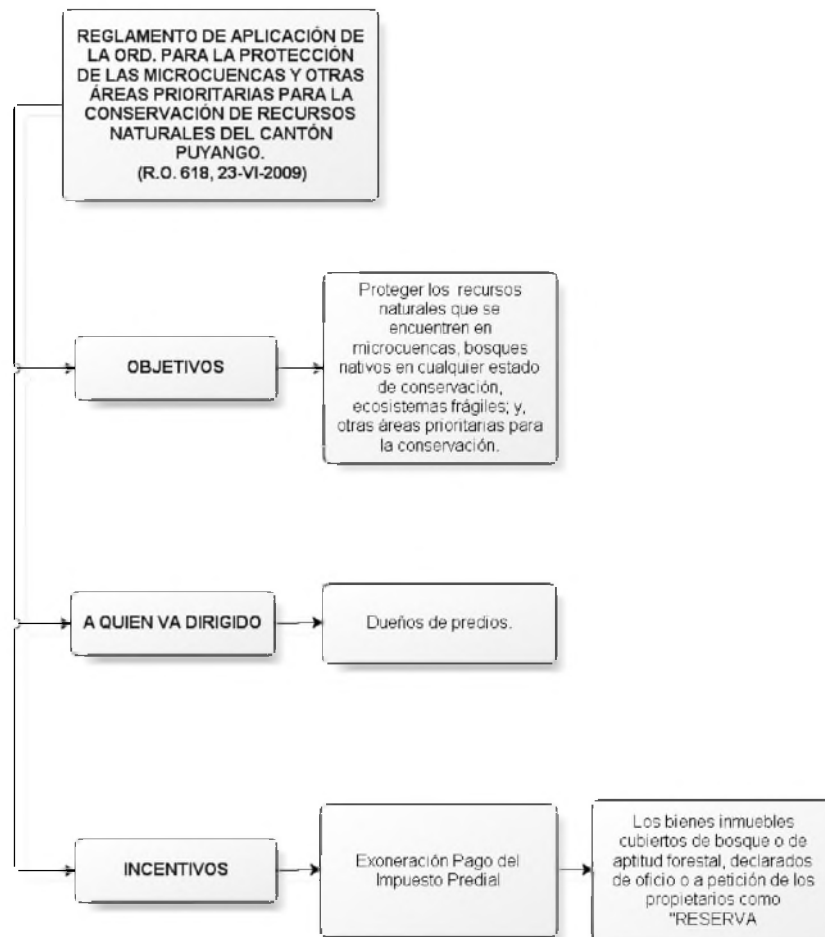 REGLAMENTO DE APLICACIÓN DE
LA ORD. PARA LA PROTECCIÓN
DE LAS MICROCUENCAS Y OTRAS
ÁREAS PRIORITARIAS PARA LA
CONSERVACIÓN DE RECURSOS
NATURALES DEL CANTÓN
PUYANGO.
(R.O. 618, 23-VI-2009)
OBJETIVOS
Proteger los recursos
naturales que se
encuentren en
microcuencas, bosques
nativos en cualquier estado
de conservación,
ecosistemas frágiles; y,
otras áreas prioritarias para
la conservación.
A QUIEN VA DIRIGIDO
Dueños de predios.
INCENTIVOS
Exoneración Pago del
Impuesto Predial
Los bienes inmuebles
cubiertos de bosque o de
aptitud forestal, declarados
de oficio o a petición de los
propietarios como
"RESERVA